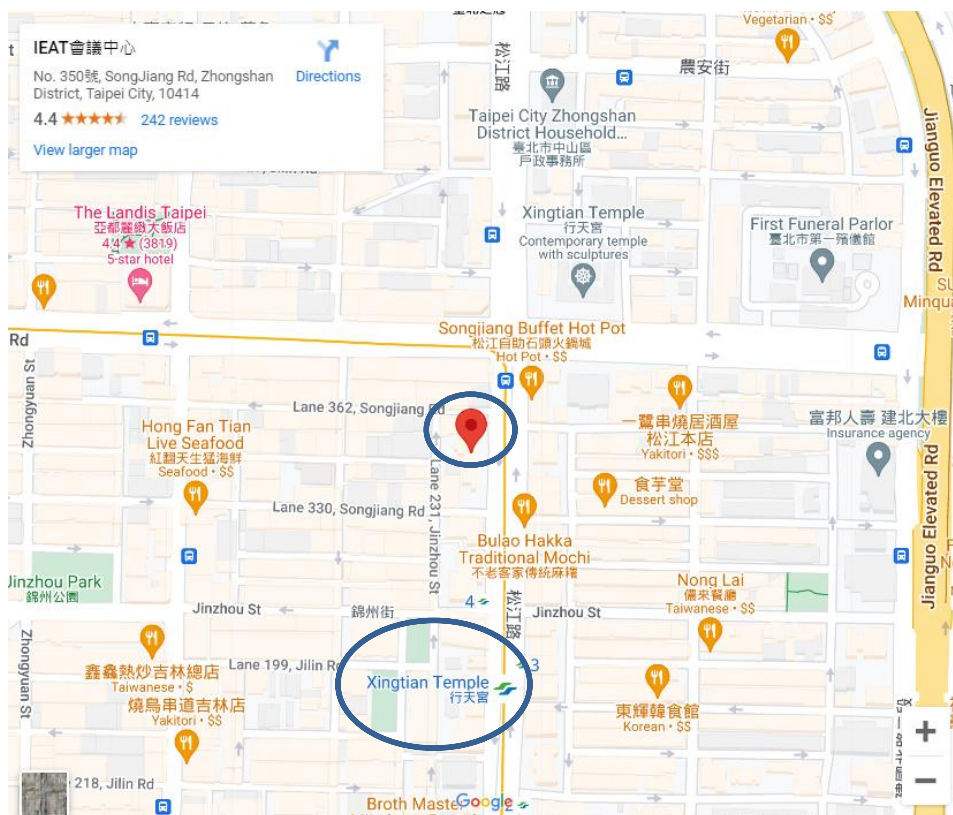 IEAT會議中心
Directions
No. 350號, SongJiang Rd, Zhongshan
District, Taipei City, 10414
4.4
242 reviews
View larger map
Vegetarian • $$
松江路
農安街
Taipei City Zhongshan
District Household...
臺北市中山區
戶政事務所
Jianguo Elevated Rd
The Landis Taipei
亞都麗緻大飯店
4.4 ★ (3819)
5-star hotel
Xingtian Temple
行天宮
Contemporary temple
with sculptures
First Funeral Parlor
臺北市第一殯儀館
Minqua
Rd
Songjiang Buffet Hot Pot
松江自助石頭火鍋城
Hot Pot • $$
Zhongyuan St
Lane 362, Songjiang Rd
Hong Fan Tian
Live Seafood
紅翻天生猛海鮮
Seafood • $$
一鷺串燒居酒屋
松江本店
Yakitori • $$$
富邦人壽 建北大樓
Insurance agency
Lane 231, Jinzhou St
食芋堂
Dessert shop
Lane 330, Songjiang Rd
Bulao Hakka
Traditional Mochi
不老客家傳統麻糬
Jianguo Elevated Rd
Jinzhou Park
錦州公園
Nong Lai
儂來餐廳
Taiwanese • $$
Jinzhou St
錦州街
4
松江路
Jinzhou St
Zhongyuan St
鑫鱻熱炒吉林總店
Taiwanese • $
Lane 199, Jilin Rd
3
Xingtian Temple
行天宮
燒鳥串道吉林店
Yakitori • $$
東輝韓食館
Korean • $$
218, Jilin Rd
Broth Maste
Google
2